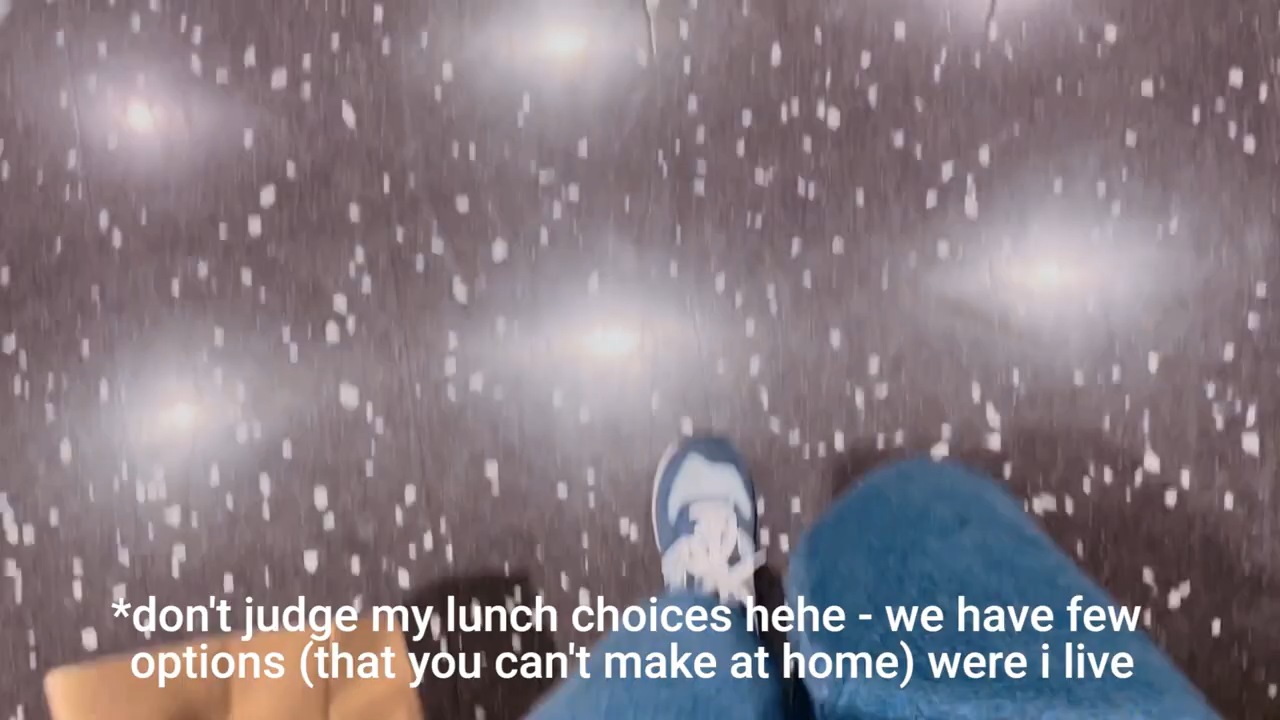 *don't judge my lunch choices hehe - we have few
options (that you can't make at home) were i live